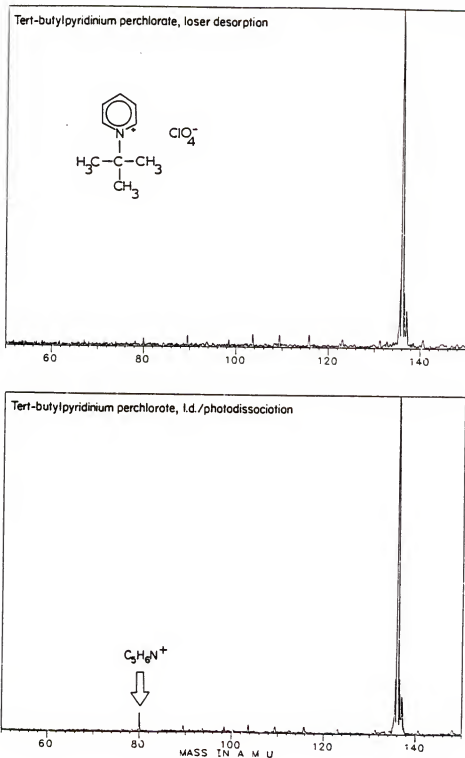 Tert-butylpyridinium perchlorate, loser desorption
N+
ClO4-
H3C-C-CH3
CH3
60 80 100 120 140
Tert-butylpyridinium perchlorate, l.d./photodissociotion
C5H6N+
60 80 100 120 140
MASS IN A M U